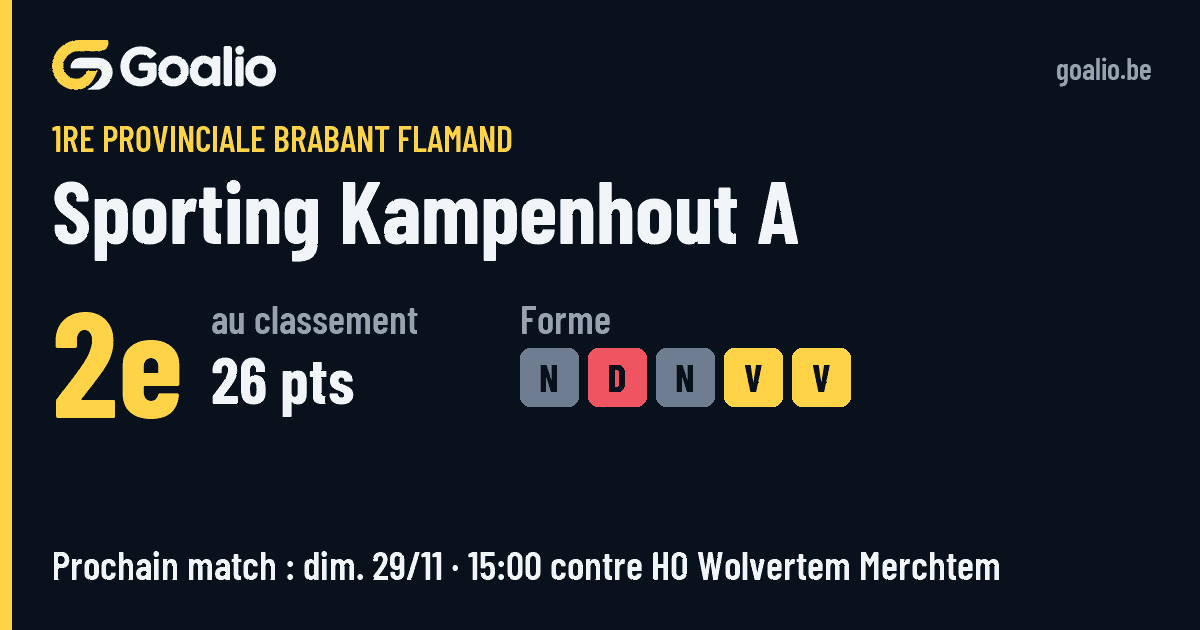 Goalio
goalio.be
1RE PROVINCIALE BRABANT FLAMAND
Sporting Kampenhout A
2e
au classement
26 pts
Forme
N D N V V
Prochain match : dim. 29/11 · 15:00 contre HO Wolvertem Merchtem